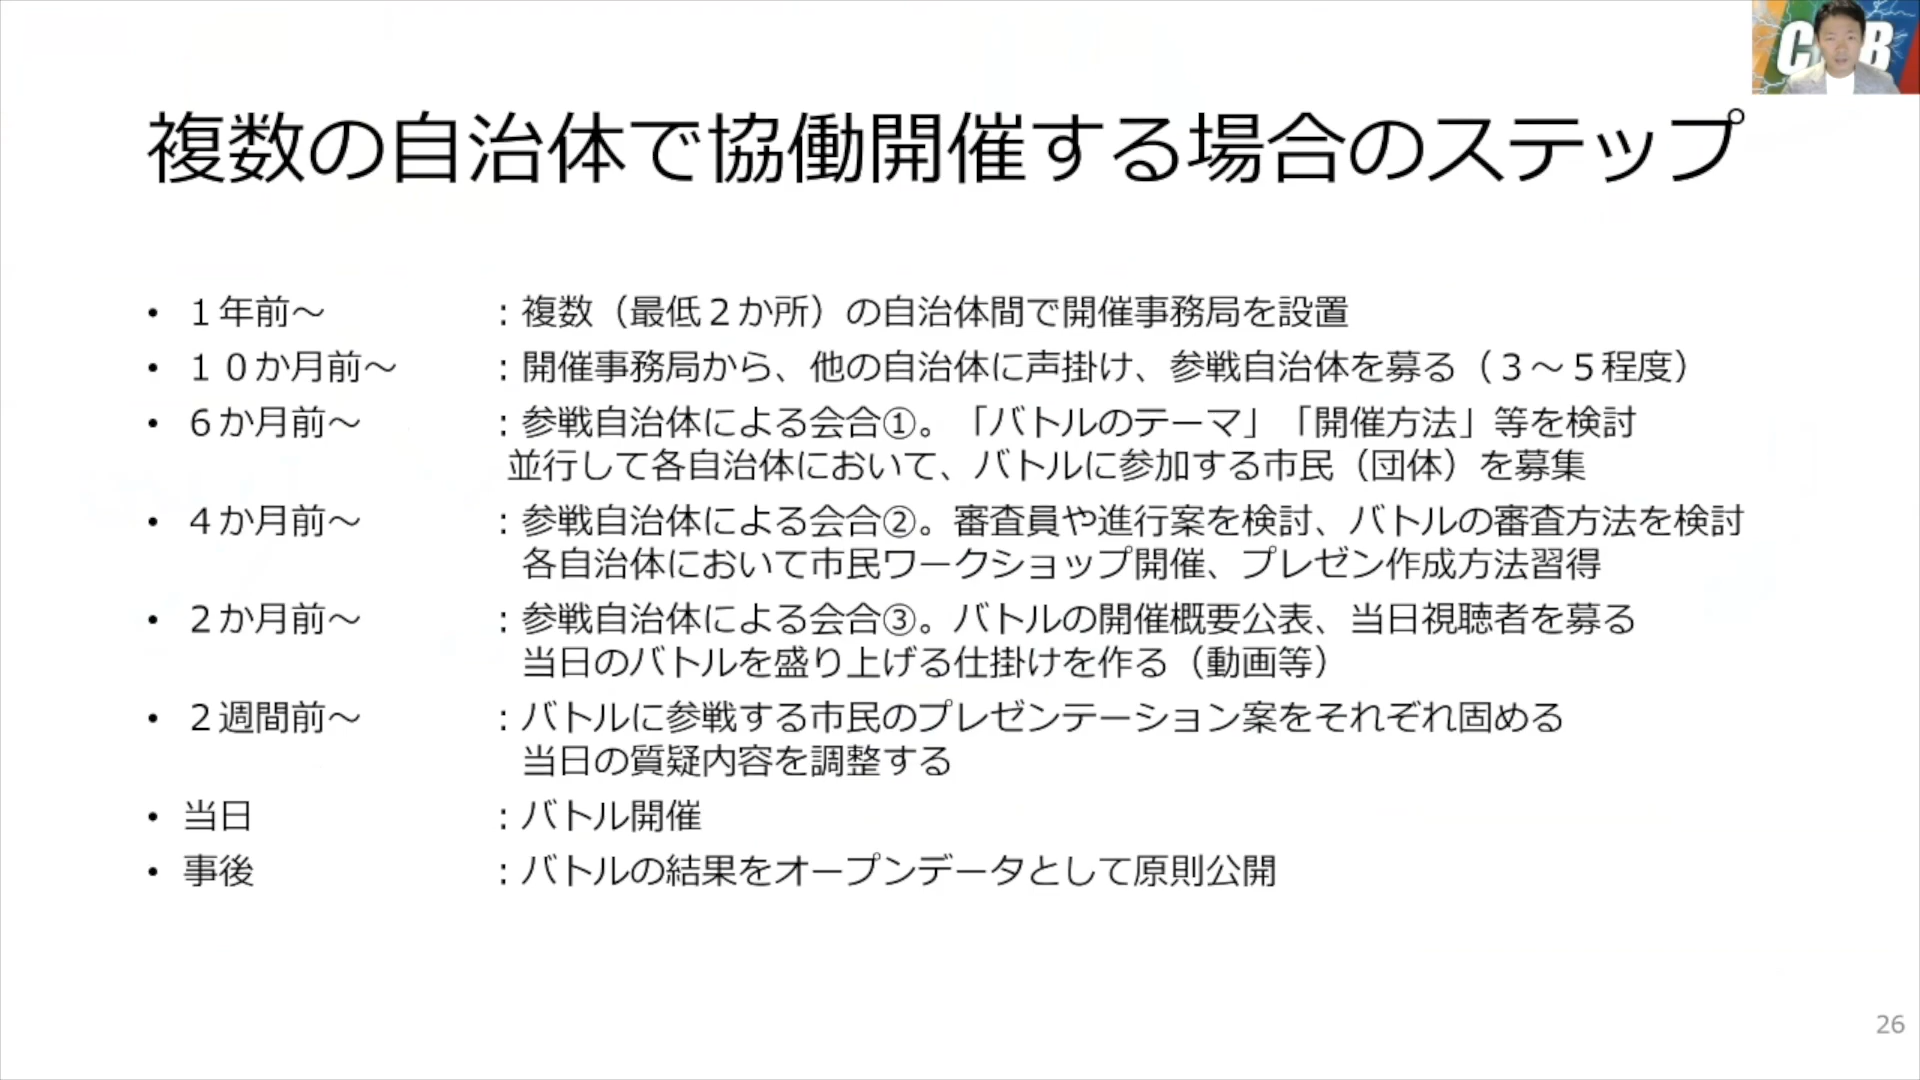 複数の自治体で協働開催する場合のステップ
• １年前～ ：複数（最低２か所）の自治体間で開催事務局を設置
• １０か月前～ ：開催事務局から、他の自治体に声掛け、参戦自治体を募る（３～５程度）
• ６か月前～ ：参戦自治体による会合①。「バトルのテーマ」「開催方法」等を検討
並行して各自治体において、バトルに参加する市民（団体）を募集
• ４か月前～ ：参戦自治体による会合②。審査員や進行案を検討、バトルの審査方法を検討
各自治体において市民ワークショップ開催、プレゼン作成方法習得
• ２か月前～ ：参戦自治体による会合③。バトルの開催概要公表、当日視聴者を募る
当日のバトルを盛り上げる仕掛けを作る（動画等）
• ２週間前～ ：バトルに参戦する市民のプレゼンテーション案をそれぞれ固める
当日の質疑内容を調整する
• 当日 ：バトル開催
• 事後 ：バトルの結果をオープンデータとして原則公開
26